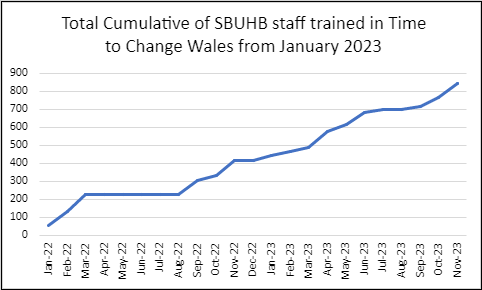 Total Cumulative of SBUHB staff trained in Time
to Change Wales from January 2023
900
800
700
600
500
400
300
200
100
0
Jan-22
Feb-22
Mar-22
Apr-22
May-22
Jun-22
Jul-22
Aug-22
Sep-22
Oct-22
Nov-22
Dec-22
Jan-23
Feb-23
Mar-23
Apr-23
May-23
Jun-23
Jul-23
Aug-23
Sep-23
Oct-23
Nov-23